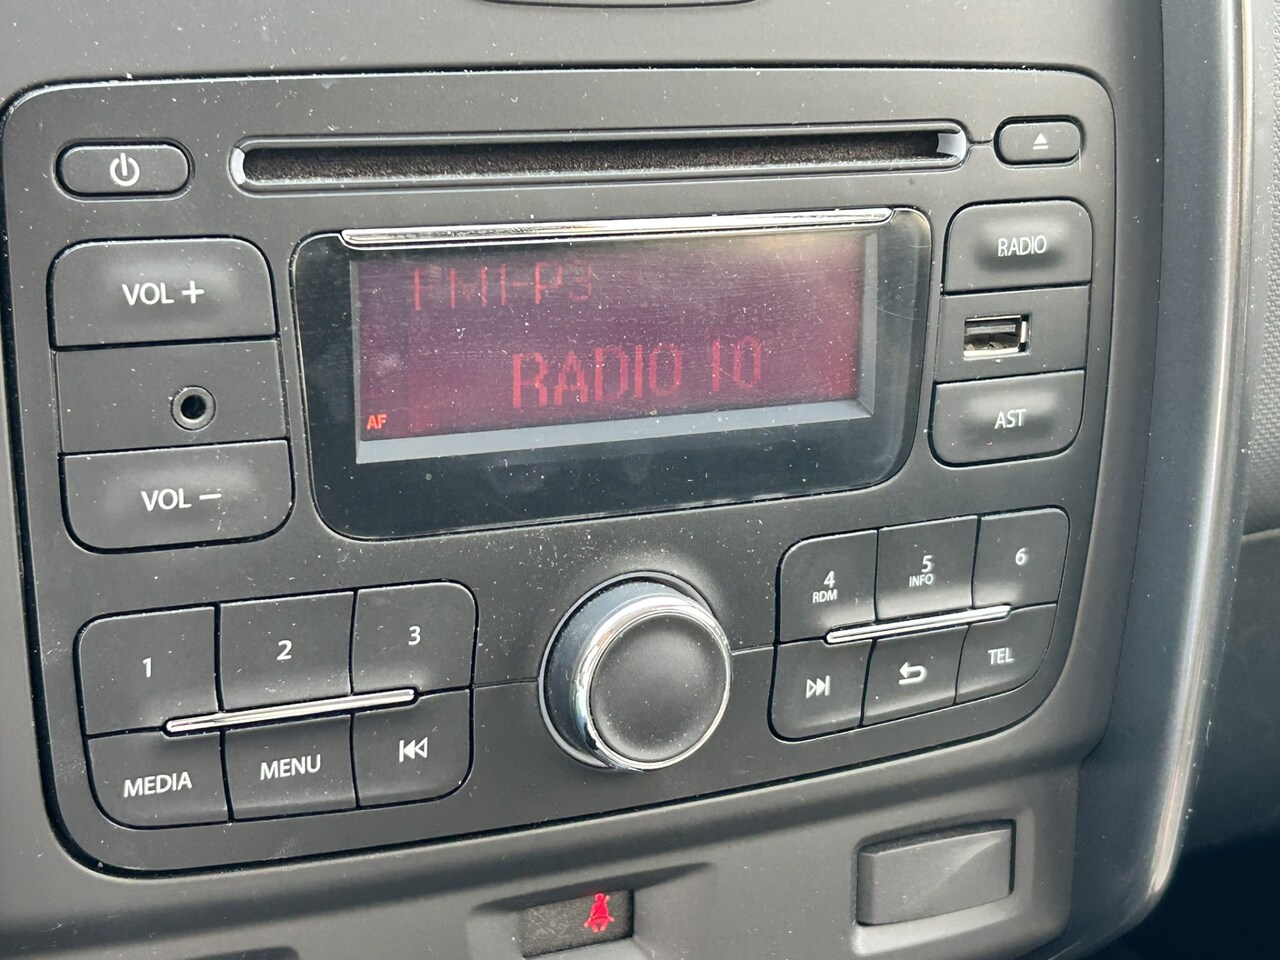 RADIO
VOL +
FM1-P3
RADIO 10
AF
AST
VOL −
4
RDM
5
INFO
6
1
2
3
TEL
MEDIA
MENU